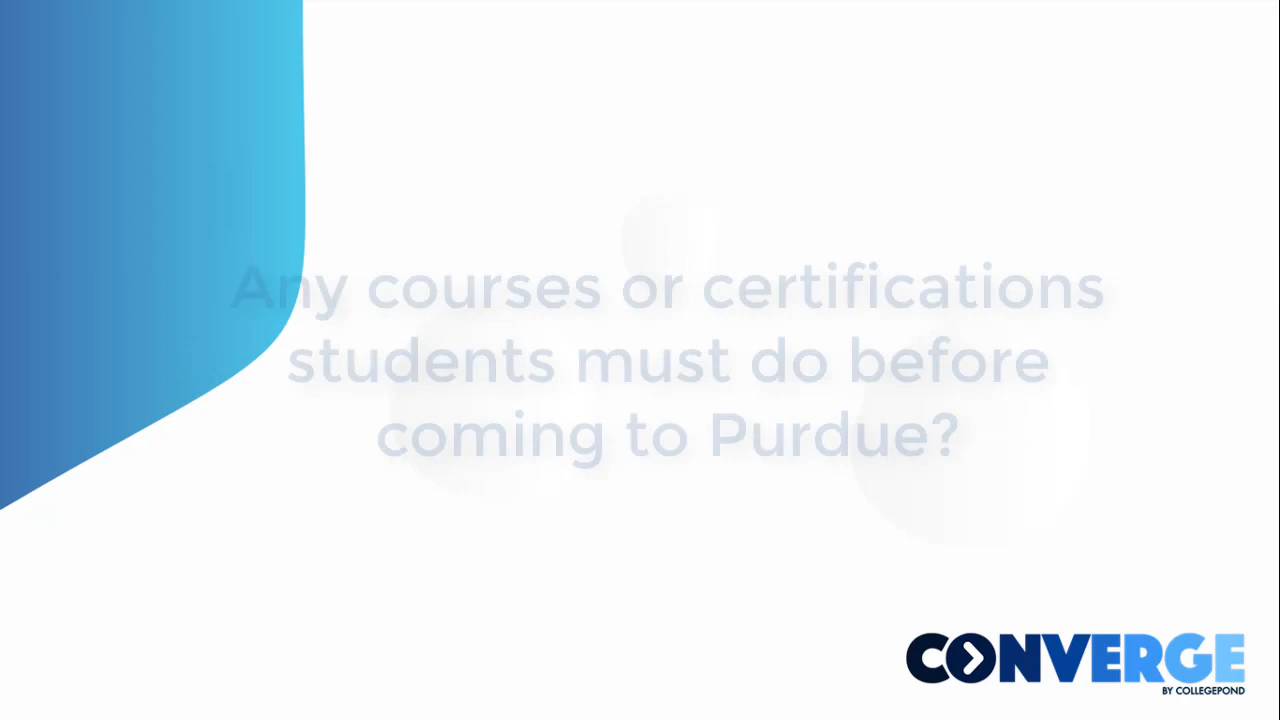 Any courses or certifications
students must do before
coming to Purdue?
CONVERGE
BY COLLEGEPOND